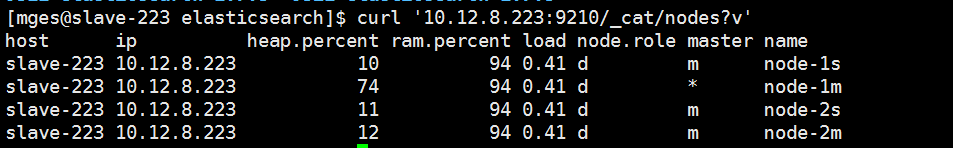 [mges@slave-223 elasticsearch]$ curl '10.12.8.223:9210/_cat/nodes?v'
host      ip          heap.percent ram.percent load node.role master name
slave-223 10.12.8.223           10          94 0.41 d         m      node-1s
slave-223 10.12.8.223           74          94 0.41 d         *      node-1m
slave-223 10.12.8.223           11          94 0.41 d         m      node-2s
slave-223 10.12.8.223           12          94 0.41 d         m      node-2m